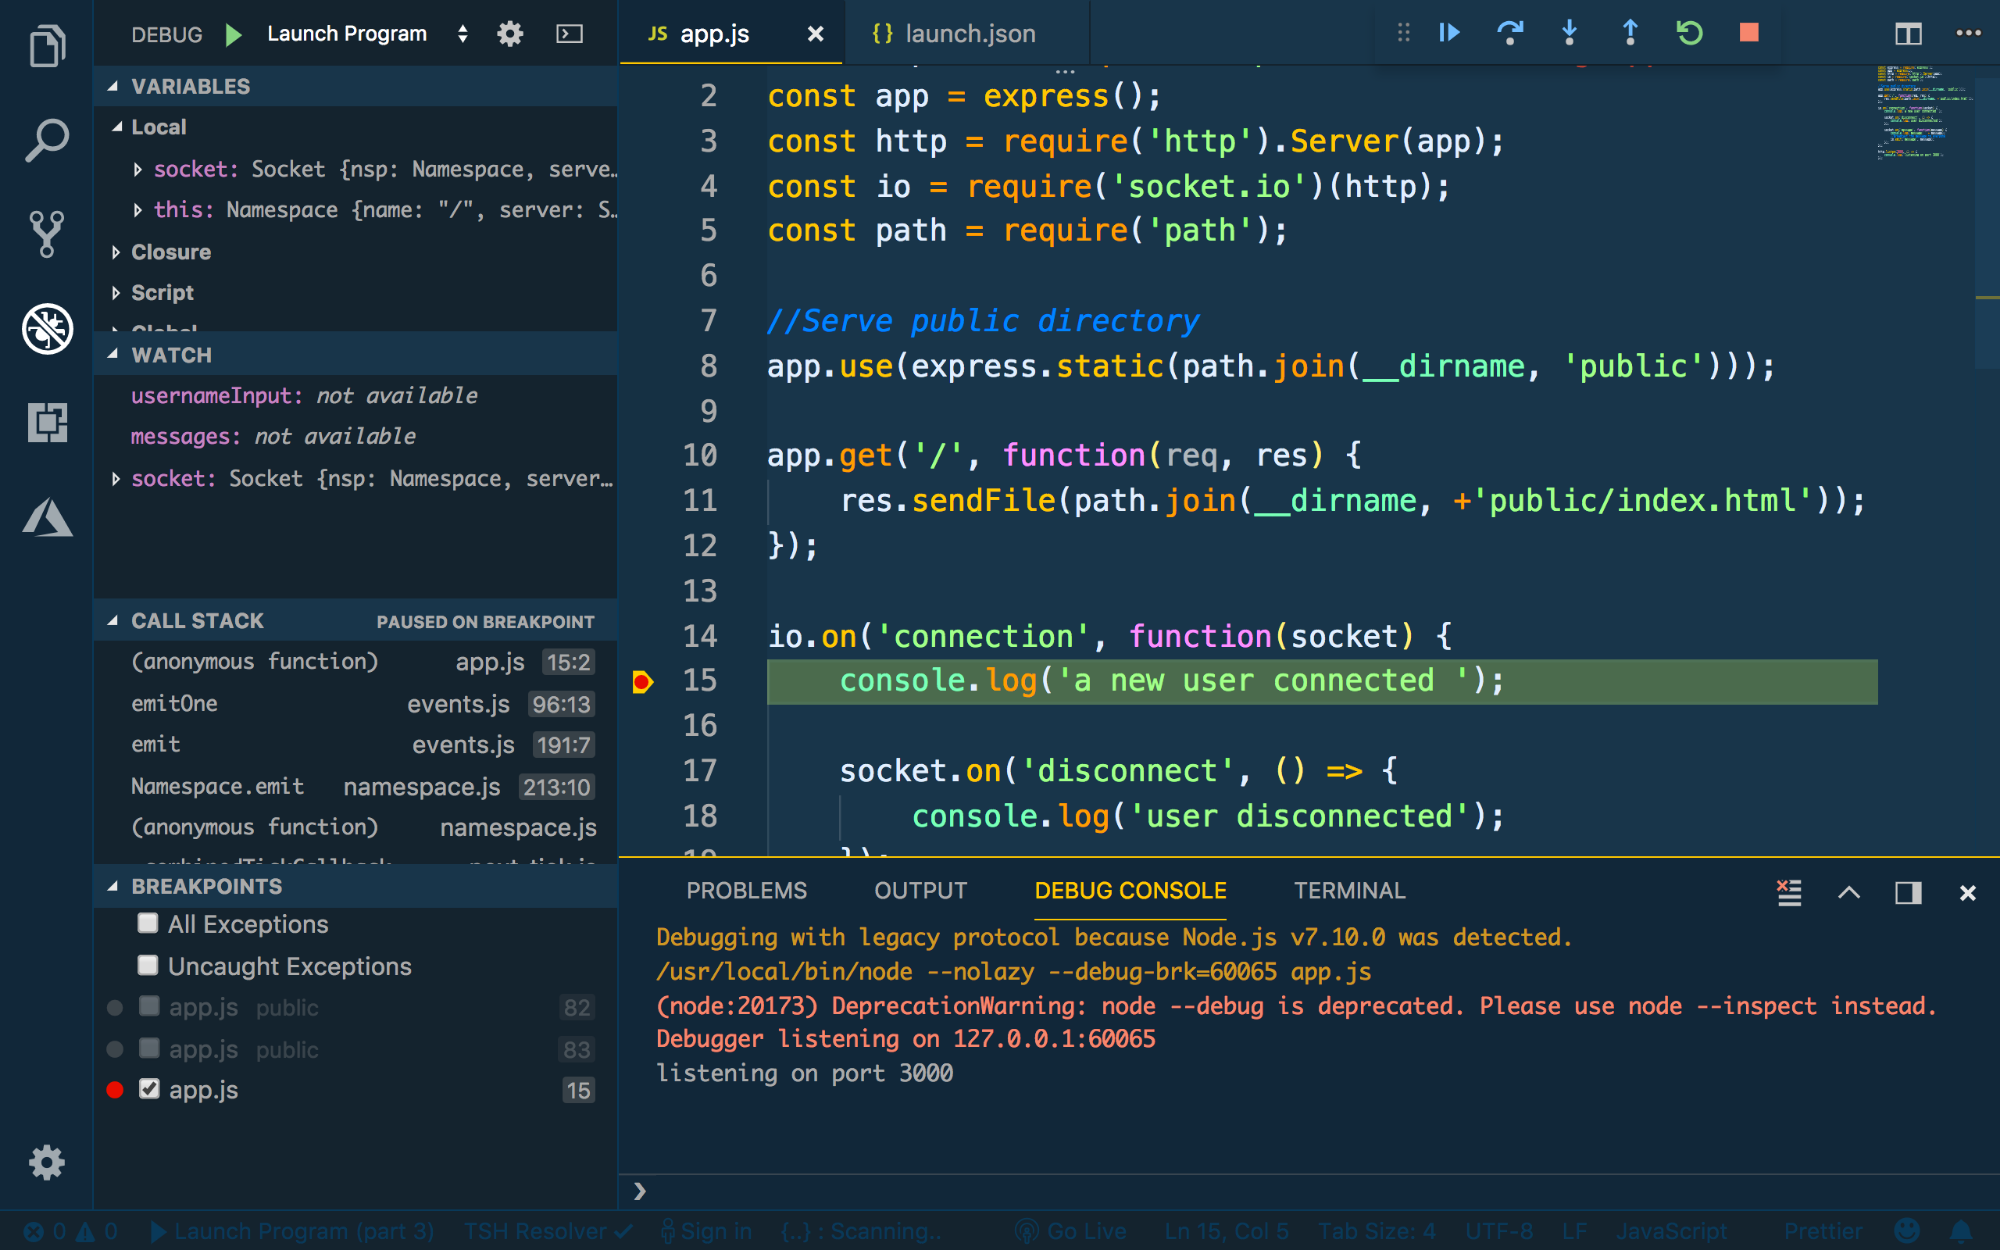 DEBUG Launch Program
VARIABLES
Local
socket: Socket {nsp: Namespace, serve…
this: Namespace {name: "/", server: S…
Closure
Script
Global
WATCH
usernameInput: not available
messages: not available
socket: Socket {nsp: Namespace, server…
CALL STACK PAUSED ON BREAKPOINT
(anonymous function) app.js 15:2
emitOne events.js 96:13
emit events.js 191:7
Namespace.emit namespace.js 213:10
(anonymous function) namespace.js
BREAKPOINTS
All Exceptions
Uncaught Exceptions
app.js public 82
app.js public 83
app.js 15
JS app.js {} launch.json
2 const app = express();
3 const http = require('http').Server(app);
4 const io = require('socket.io')(http);
5 const path = require('path');
6
7 //Serve public directory
8 app.use(express.static(path.join(__dirname, 'public')));
9
10 app.get('/', function(req, res) {
11 res.sendFile(path.join(__dirname, +'public/index.html'));
12 });
13
14 io.on('connection', function(socket) {
15 console.log('a new user connected ');
16
17 socket.on('disconnect', () => {
18 console.log('user disconnected');
19 });
PROBLEMS OUTPUT DEBUG CONSOLE TERMINAL
Debugging with legacy protocol because Node.js v7.10.0 was detected.
/usr/local/bin/node --nolazy --debug-brk=60065 app.js
(node:20173) DeprecationWarning: node --debug is deprecated. Please use node --inspect instead.
Debugger listening on 127.0.0.1:60065
listening on port 3000
0 0 Launch Program (part 3) TSH Resolver Sign in {..} : Scanning.. Go Live Ln 15, Col 5 Tab Size: 4 UTF-8 LF JavaScript Prettier